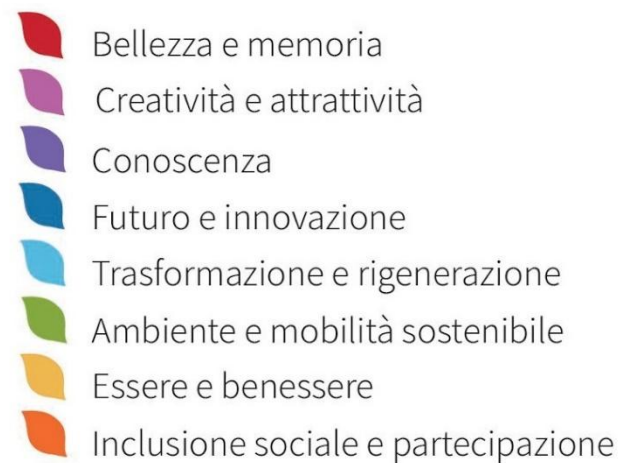 Bellezza e memoria
Creatività e attrattività
Conoscenza
Futuro e innovazione
Trasformazione e rigenerazione
Ambiente e mobilità sostenibile
Essere e benessere
Inclusione sociale e partecipazione